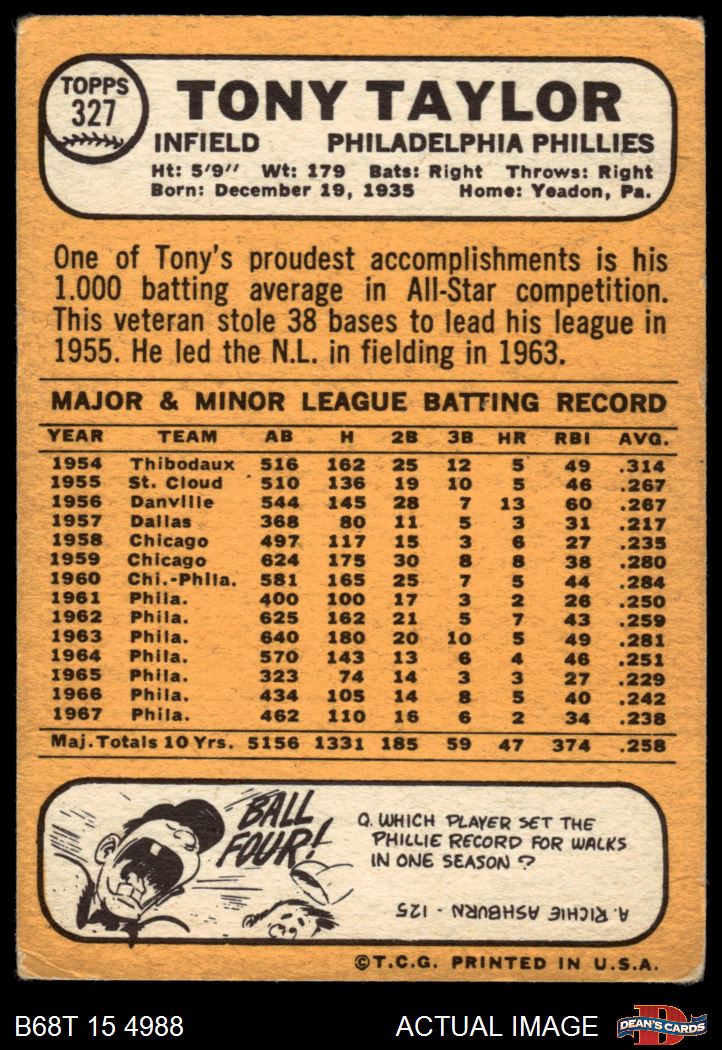 TOPPS
327
TONY TAYLOR
INFIELD PHILADELPHIA PHILLIES
Ht: 5'9" Wt: 179 Bats: Right Throws: Right
Born: December 19, 1935 Home: Yeadon, Pa.
One of Tony's proudest accomplishments is his
1.000 batting average in All-Star competition.
This veteran stole 38 bases to lead his league in
1955. He led the N.L. in fielding in 1963.
MAJOR & MINOR LEAGUE BATTING RECORD
YEAR TEAM AB H 2B 3B HR RBI AVG.
1954 Thibodaux 516 162 25 12 5 49 .314
1955 St. Cloud 510 136 19 10 5 46 .267
1956 Danville 544 145 28 7 13 60 .267
1957 Dallas 368 80 11 5 3 31 .217
1958 Chicago 497 117 15 3 6 27 .235
1959 Chicago 624 175 30 8 8 38 .280
1960 Chi.-Phila. 581 165 25 7 5 44 .284
1961 Phila. 400 100 17 3 2 26 .250
1962 Phila. 625 162 21 5 7 43 .259
1963 Phila. 640 180 20 10 5 49 .281
1964 Phila. 570 143 13 6 4 46 .251
1965 Phila. 323 74 14 3 3 27 .229
1966 Phila. 434 105 14 8 5 40 .242
1967 Phila. 462 110 16 6 2 34 .238
Maj. Totals 10 Yrs. 5156 1331 185 59 47 374 .258
BALL
FOUR!
Q. WHICH PLAYER SET THE
PHILLIE RECORD FOR WALKS
IN ONE SEASON?
A. RICHIE ASHBURN - 125
©T.C.G. PRINTED IN U.S.A.
B68T 15 4988 ACTUAL IMAGE
DEAN'S CARDS